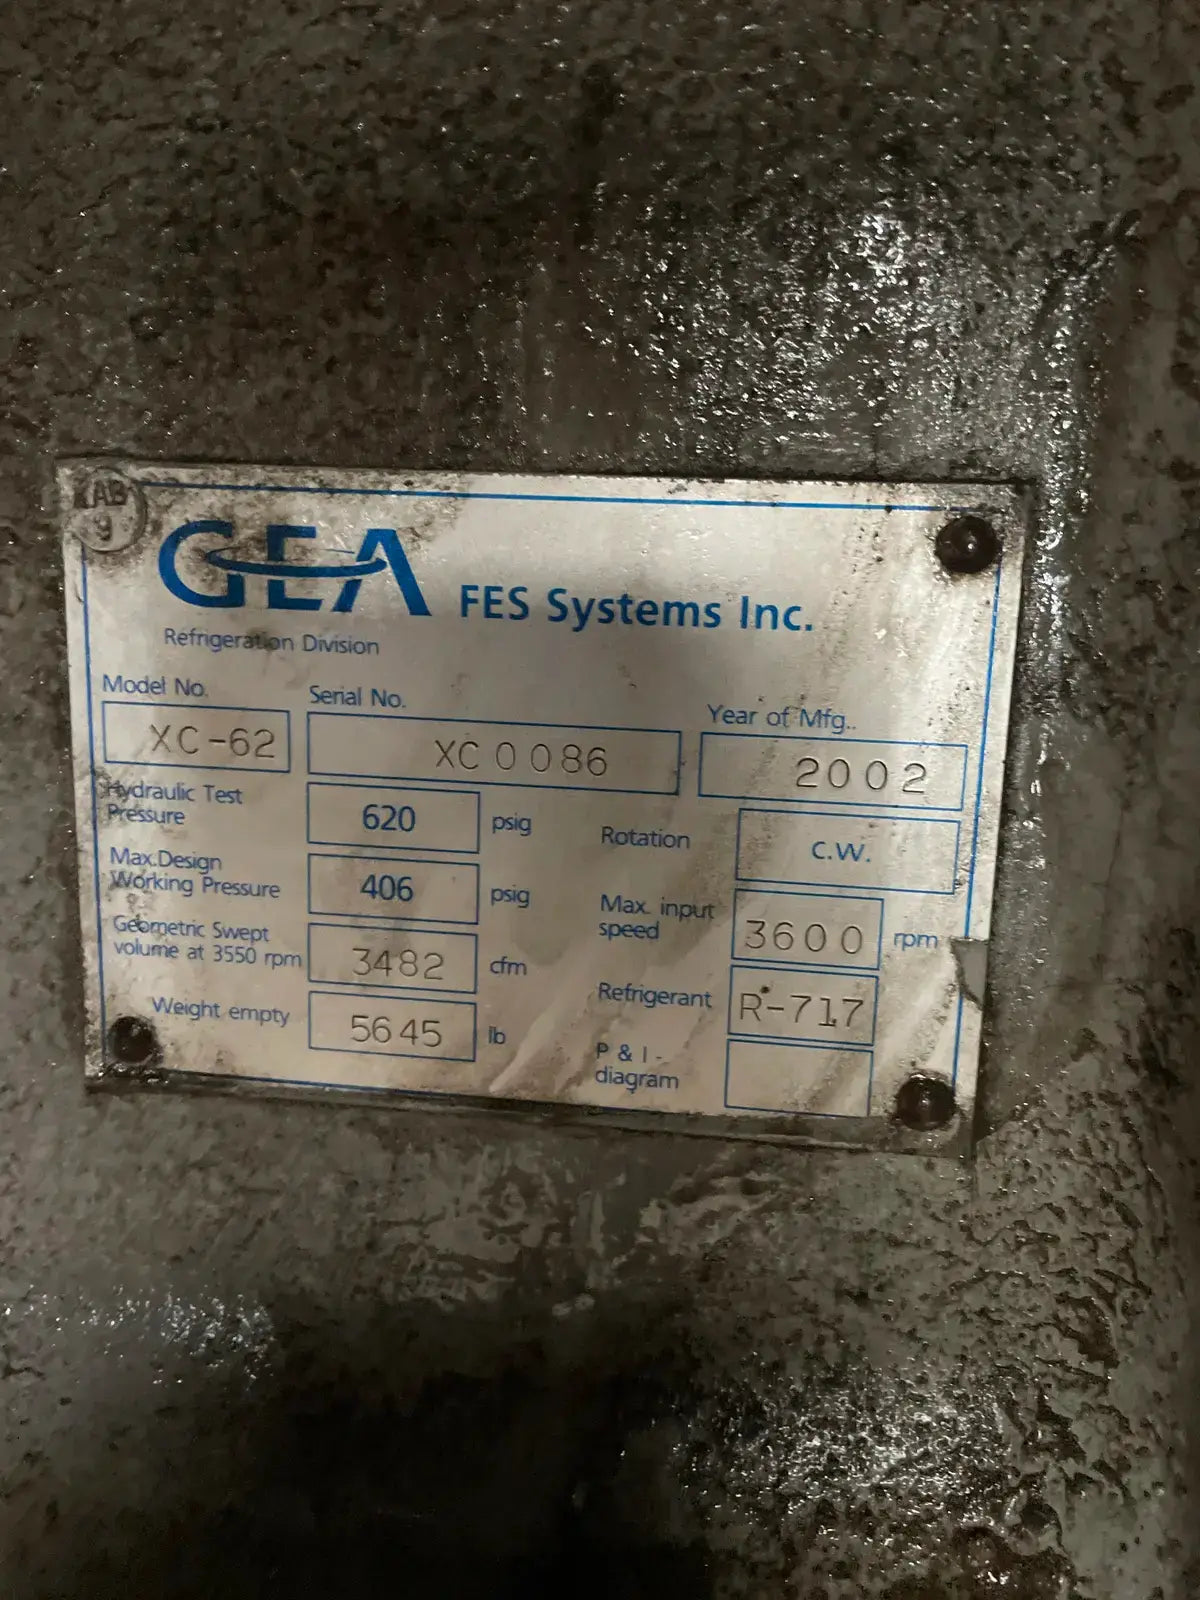 AB
9
GEA FES Systems Inc.
Refrigeration Division
Model No. Serial No. Year of Mfg..
XC-62 XC 0086 2002
Hydraulic Test
Pressure 620 psig Rotation C.W.
Max.Design
Working Pressure 406 psig Max. input
speed 3600 rpm
Geometric Swept
volume at 3550 rpm 3482 cfm Refrigerant R-717
Weight empty 5645 lb P & I -
diagram